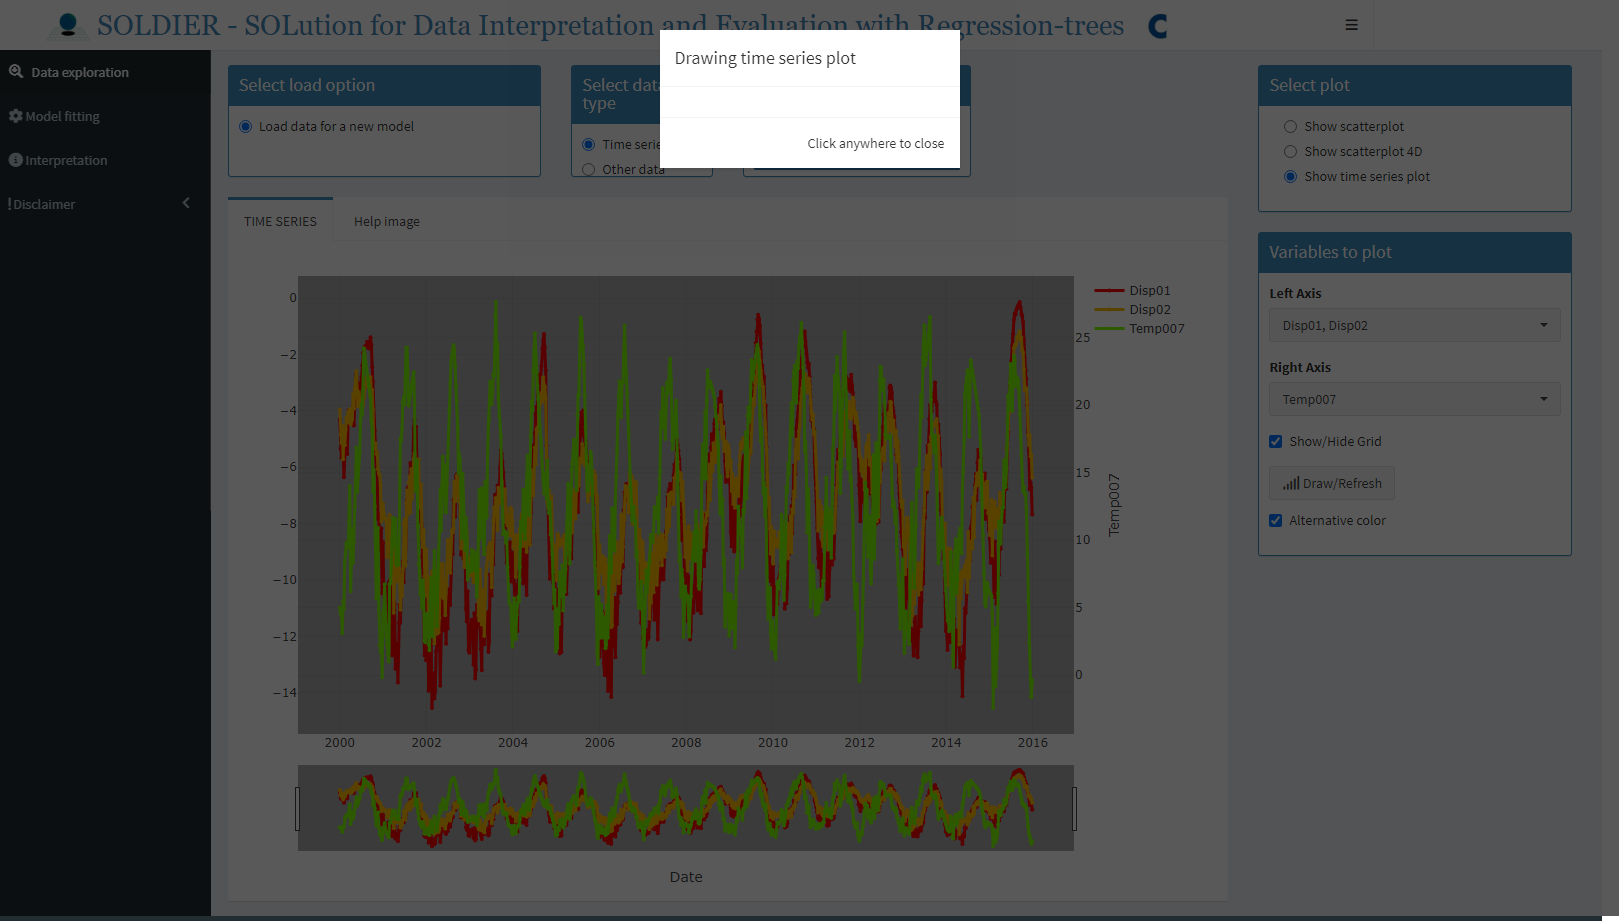 SOLDIER - SOLution for Data Interpretation and Evaluation with Regression-trees
Drawing time series plot
Click anywhere to close
Data exploration
Model fitting
Interpretation
!Disclaimer
Select load option
Load data for a new model
Select dat
type
Time serie
Other data
TIME SERIES
Help image
0
−2
−4
−6
−8
−10
−12
−14
25
20
15
10
5
0
Temp007
Disp01
Disp02
Temp007
2000 2002 2004 2006 2008 2010 2012 2014 2016
Date
Select plot
Show scatterplot
Show scatterplot 4D
Show time series plot
Variables to plot
Left Axis
Disp01, Disp02
Right Axis
Temp007
Show/Hide Grid
Draw/Refresh
Alternative color